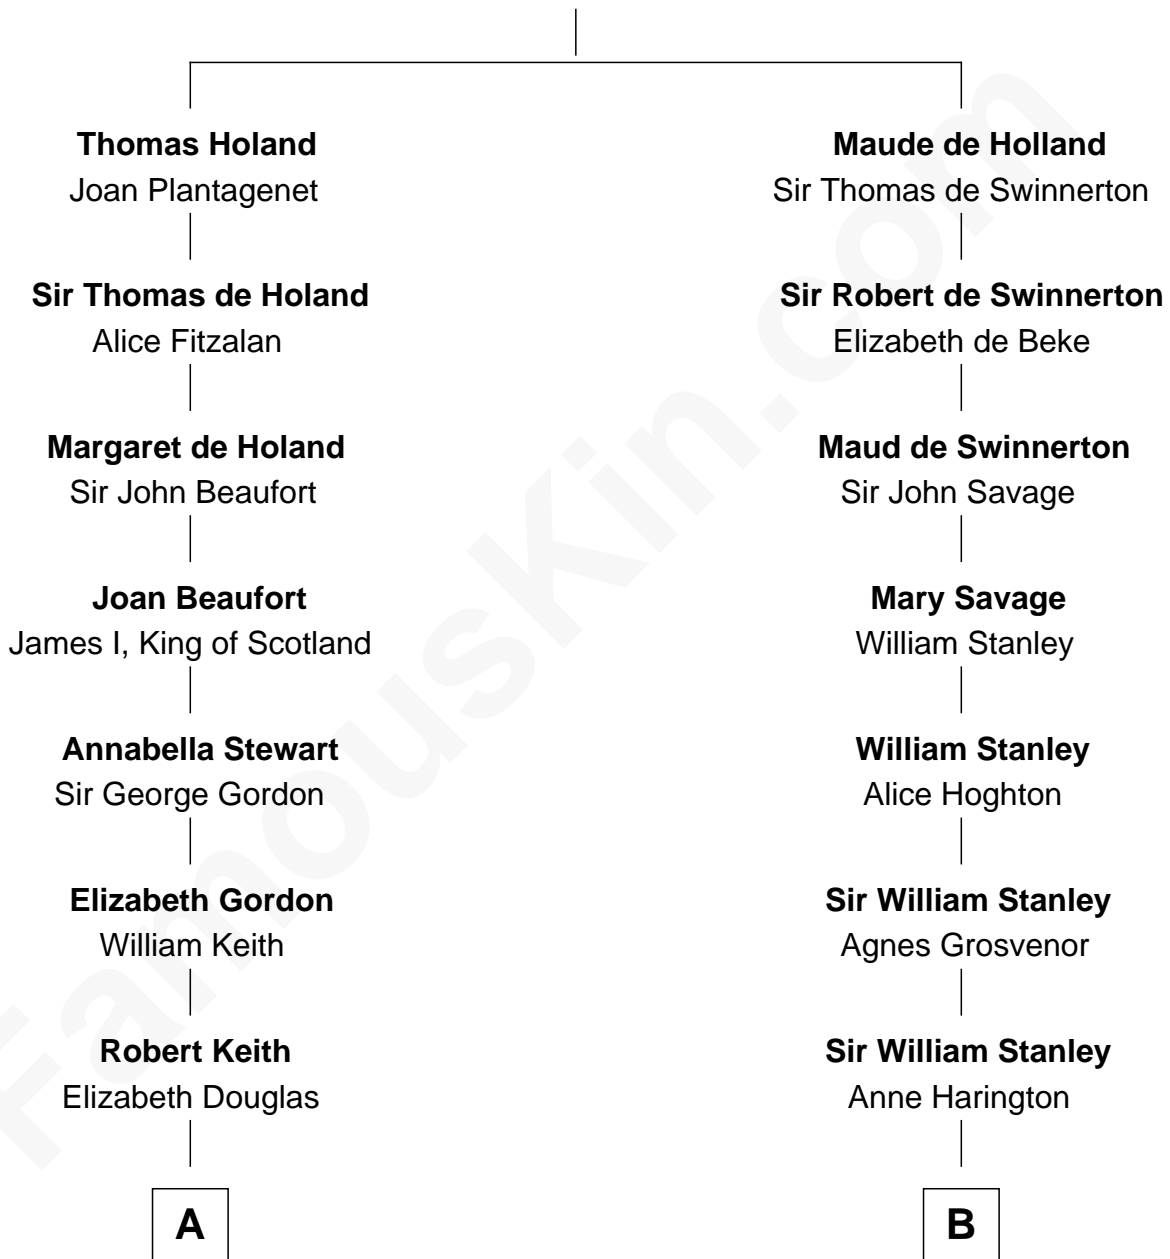 Thomas Holand
Joan Plantagenet
Sir Thomas de Holand
Alice Fitzalan
Margaret de Holand
Sir John Beaufort
Joan Beaufort
James I, King of Scotland
Annabella Stewart
Sir George Gordon
Elizabeth Gordon
William Keith
Robert Keith
Elizabeth Douglas
A
Maude de Holland
Sir Thomas de Swinnerton
Sir Robert de Swinnerton
Elizabeth de Beke
Maud de Swinnerton
Sir John Savage
Mary Savage
William Stanley
William Stanley
Alice Hoghton
Sir William Stanley
Agnes Grosvenor
Sir William Stanley
Anne Harington
B
FamousKin.com